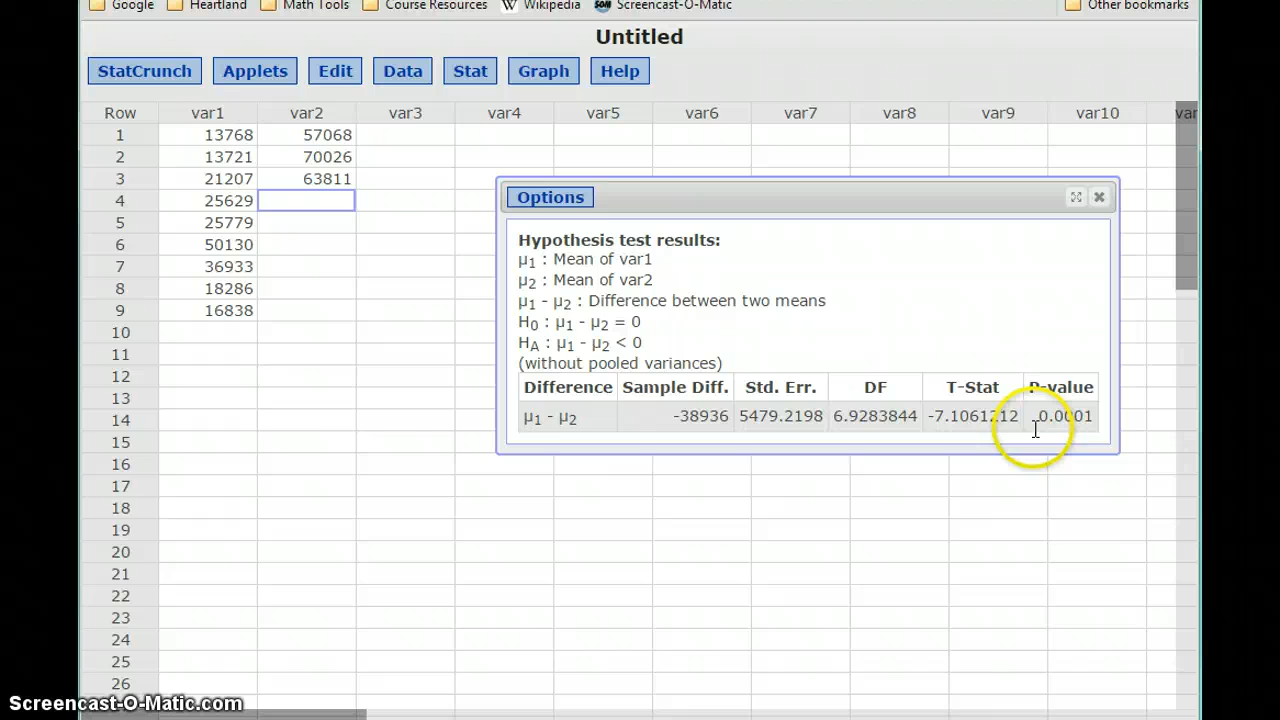 Google Heartland Math Tools Course Resources Wikipedia Screencast-O-Matic Other bookmarks
Untitled
StatCrunch Applets Edit Data Stat Graph Help
Row var1 var2 var3 var4 var5 var6 var7 var8 var9 var10 var
1 13768 57068
2 13721 70026
3 21207 63811
4 25629
5 25779
6 50130
7 36933
8 18286
9 16838
10
11
12
13
14
15
16
17
18
19
20
21
22
23
24
25
26
Options
Hypothesis test results:
μ1 : Mean of var1
μ2 : Mean of var2
μ1 - μ2 : Difference between two means
H0 : μ1 - μ2 = 0
HA : μ1 - μ2 < 0
(without pooled variances)
Difference Sample Diff. Std. Err. DF T-Stat P-value
μ1 - μ2 -38936 5479.2198 6.9283844 -7.1061212 0.0001
Screencast-O-Matic.com